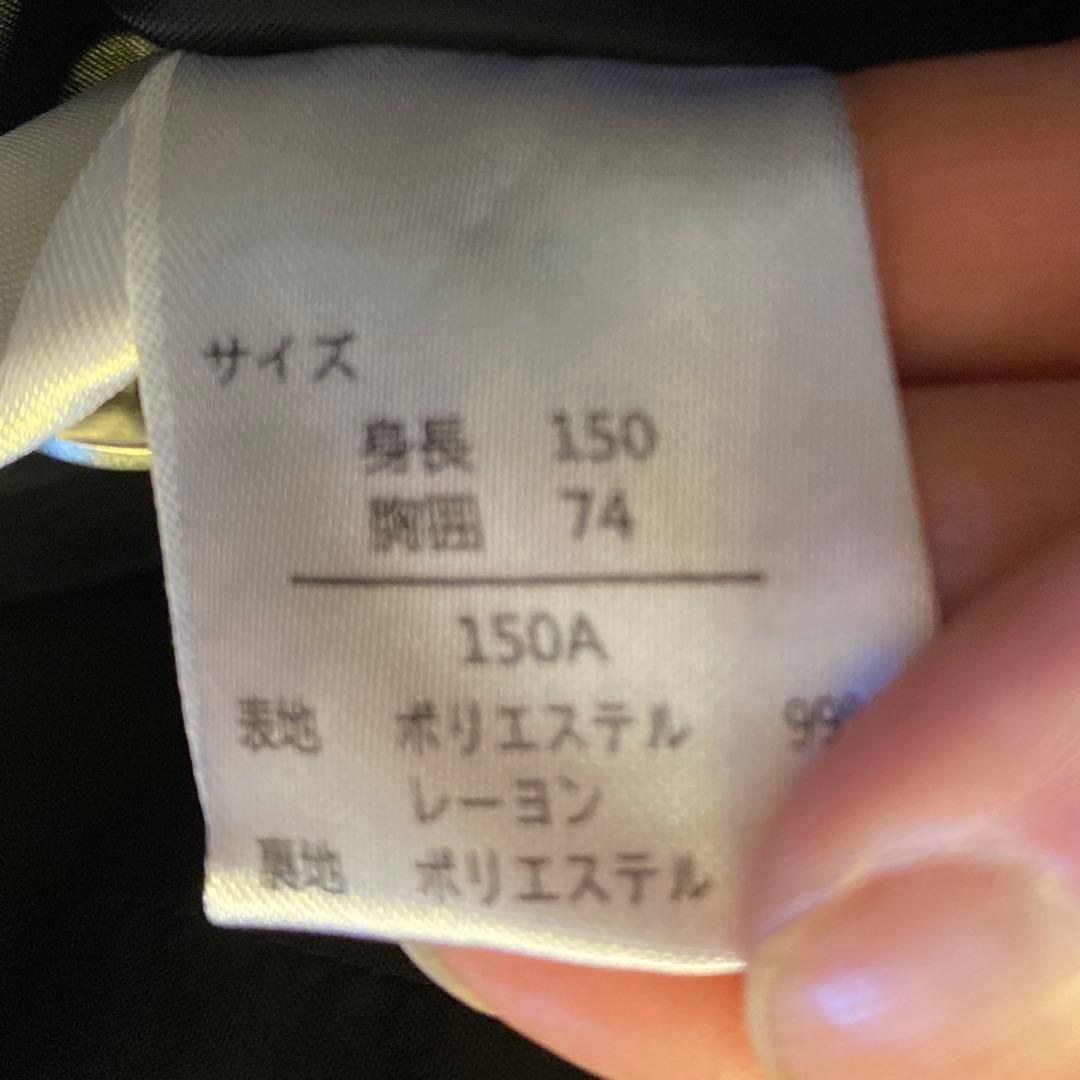 サイズ
身長 150
胸囲 74
150A
表地 ポリエステル 99%
レーヨン
裏地 ポリエステル